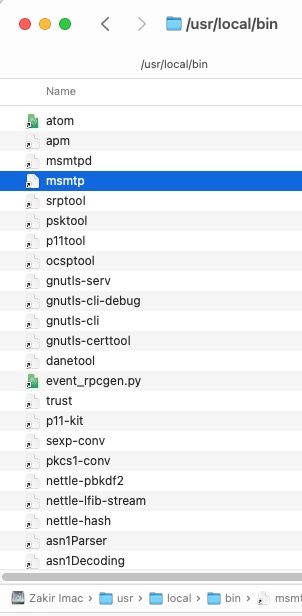 /usr/local/bin
/usr/local/bin
Name
atom
apm
msmtpd
msmtp
srptool
psktool
p11tool
ocsptool
gnutls-serv
gnutls-cli-debug
gnutls-cli
gnutls-certtool
danetool
event_rpcgen.py
trust
p11-kit
sexp-conv
pkcs1-conv
nettle-pbkdf2
nettle-lfib-stream
nettle-hash
asn1Parser
asn1Decoding
Zakir Imac › usr › local › bin › msmt